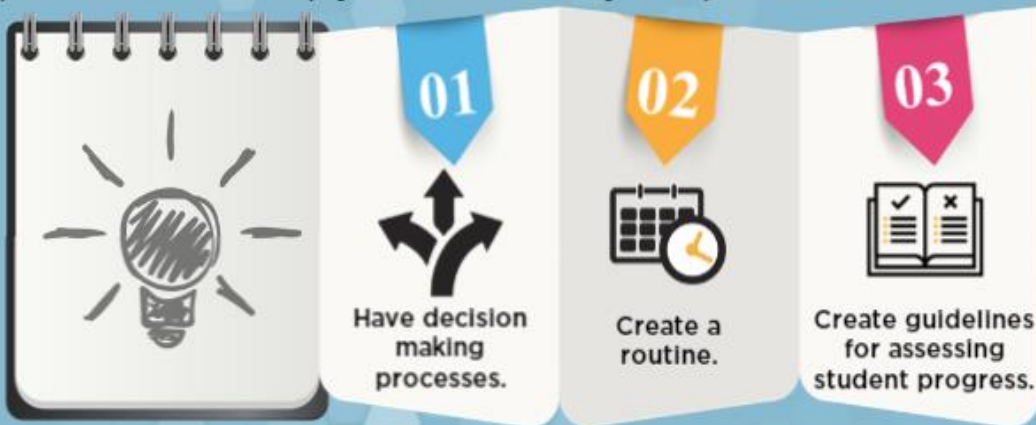 01
Have decision
making
processes.
02
Create a
routine.
03
Create guidelines
for assessing
student progress.